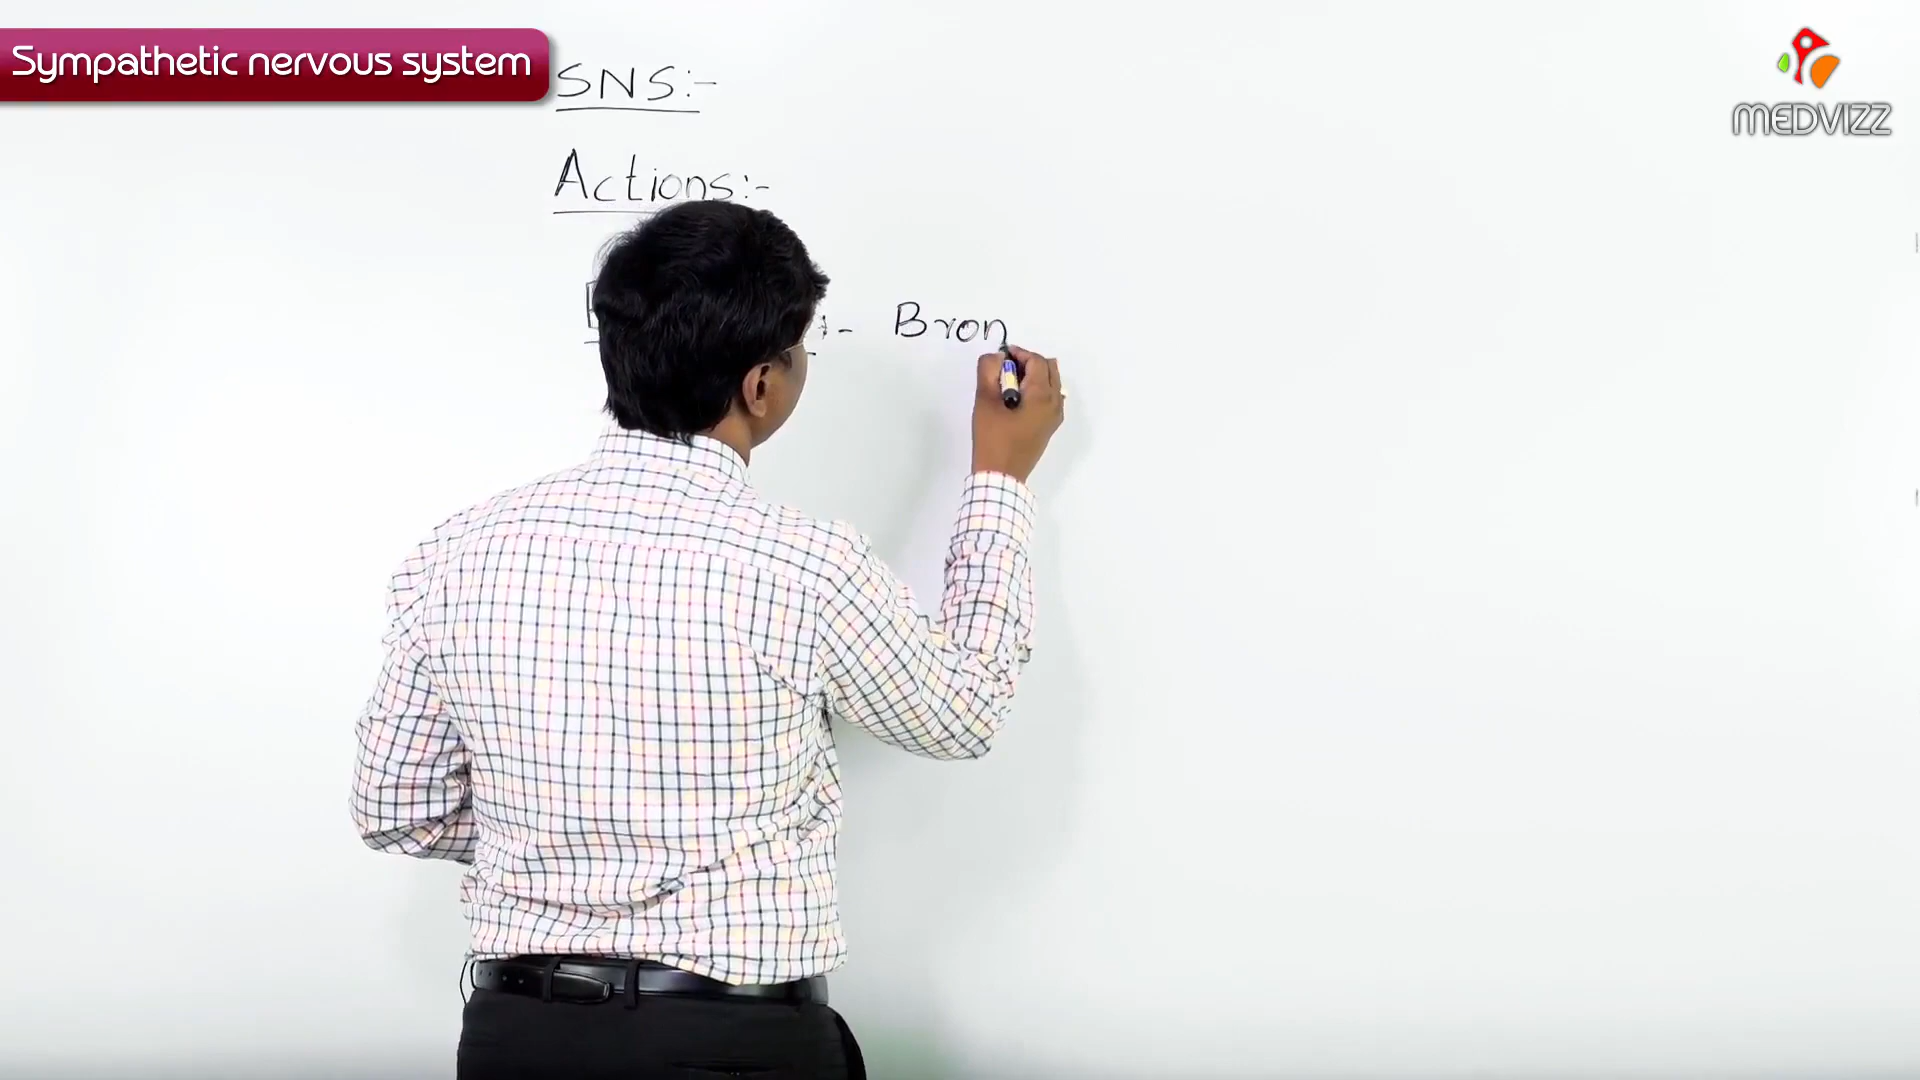 Sympathetic nervous system
SNS:-
Actions:-
:- Bron
MEDVIZZ